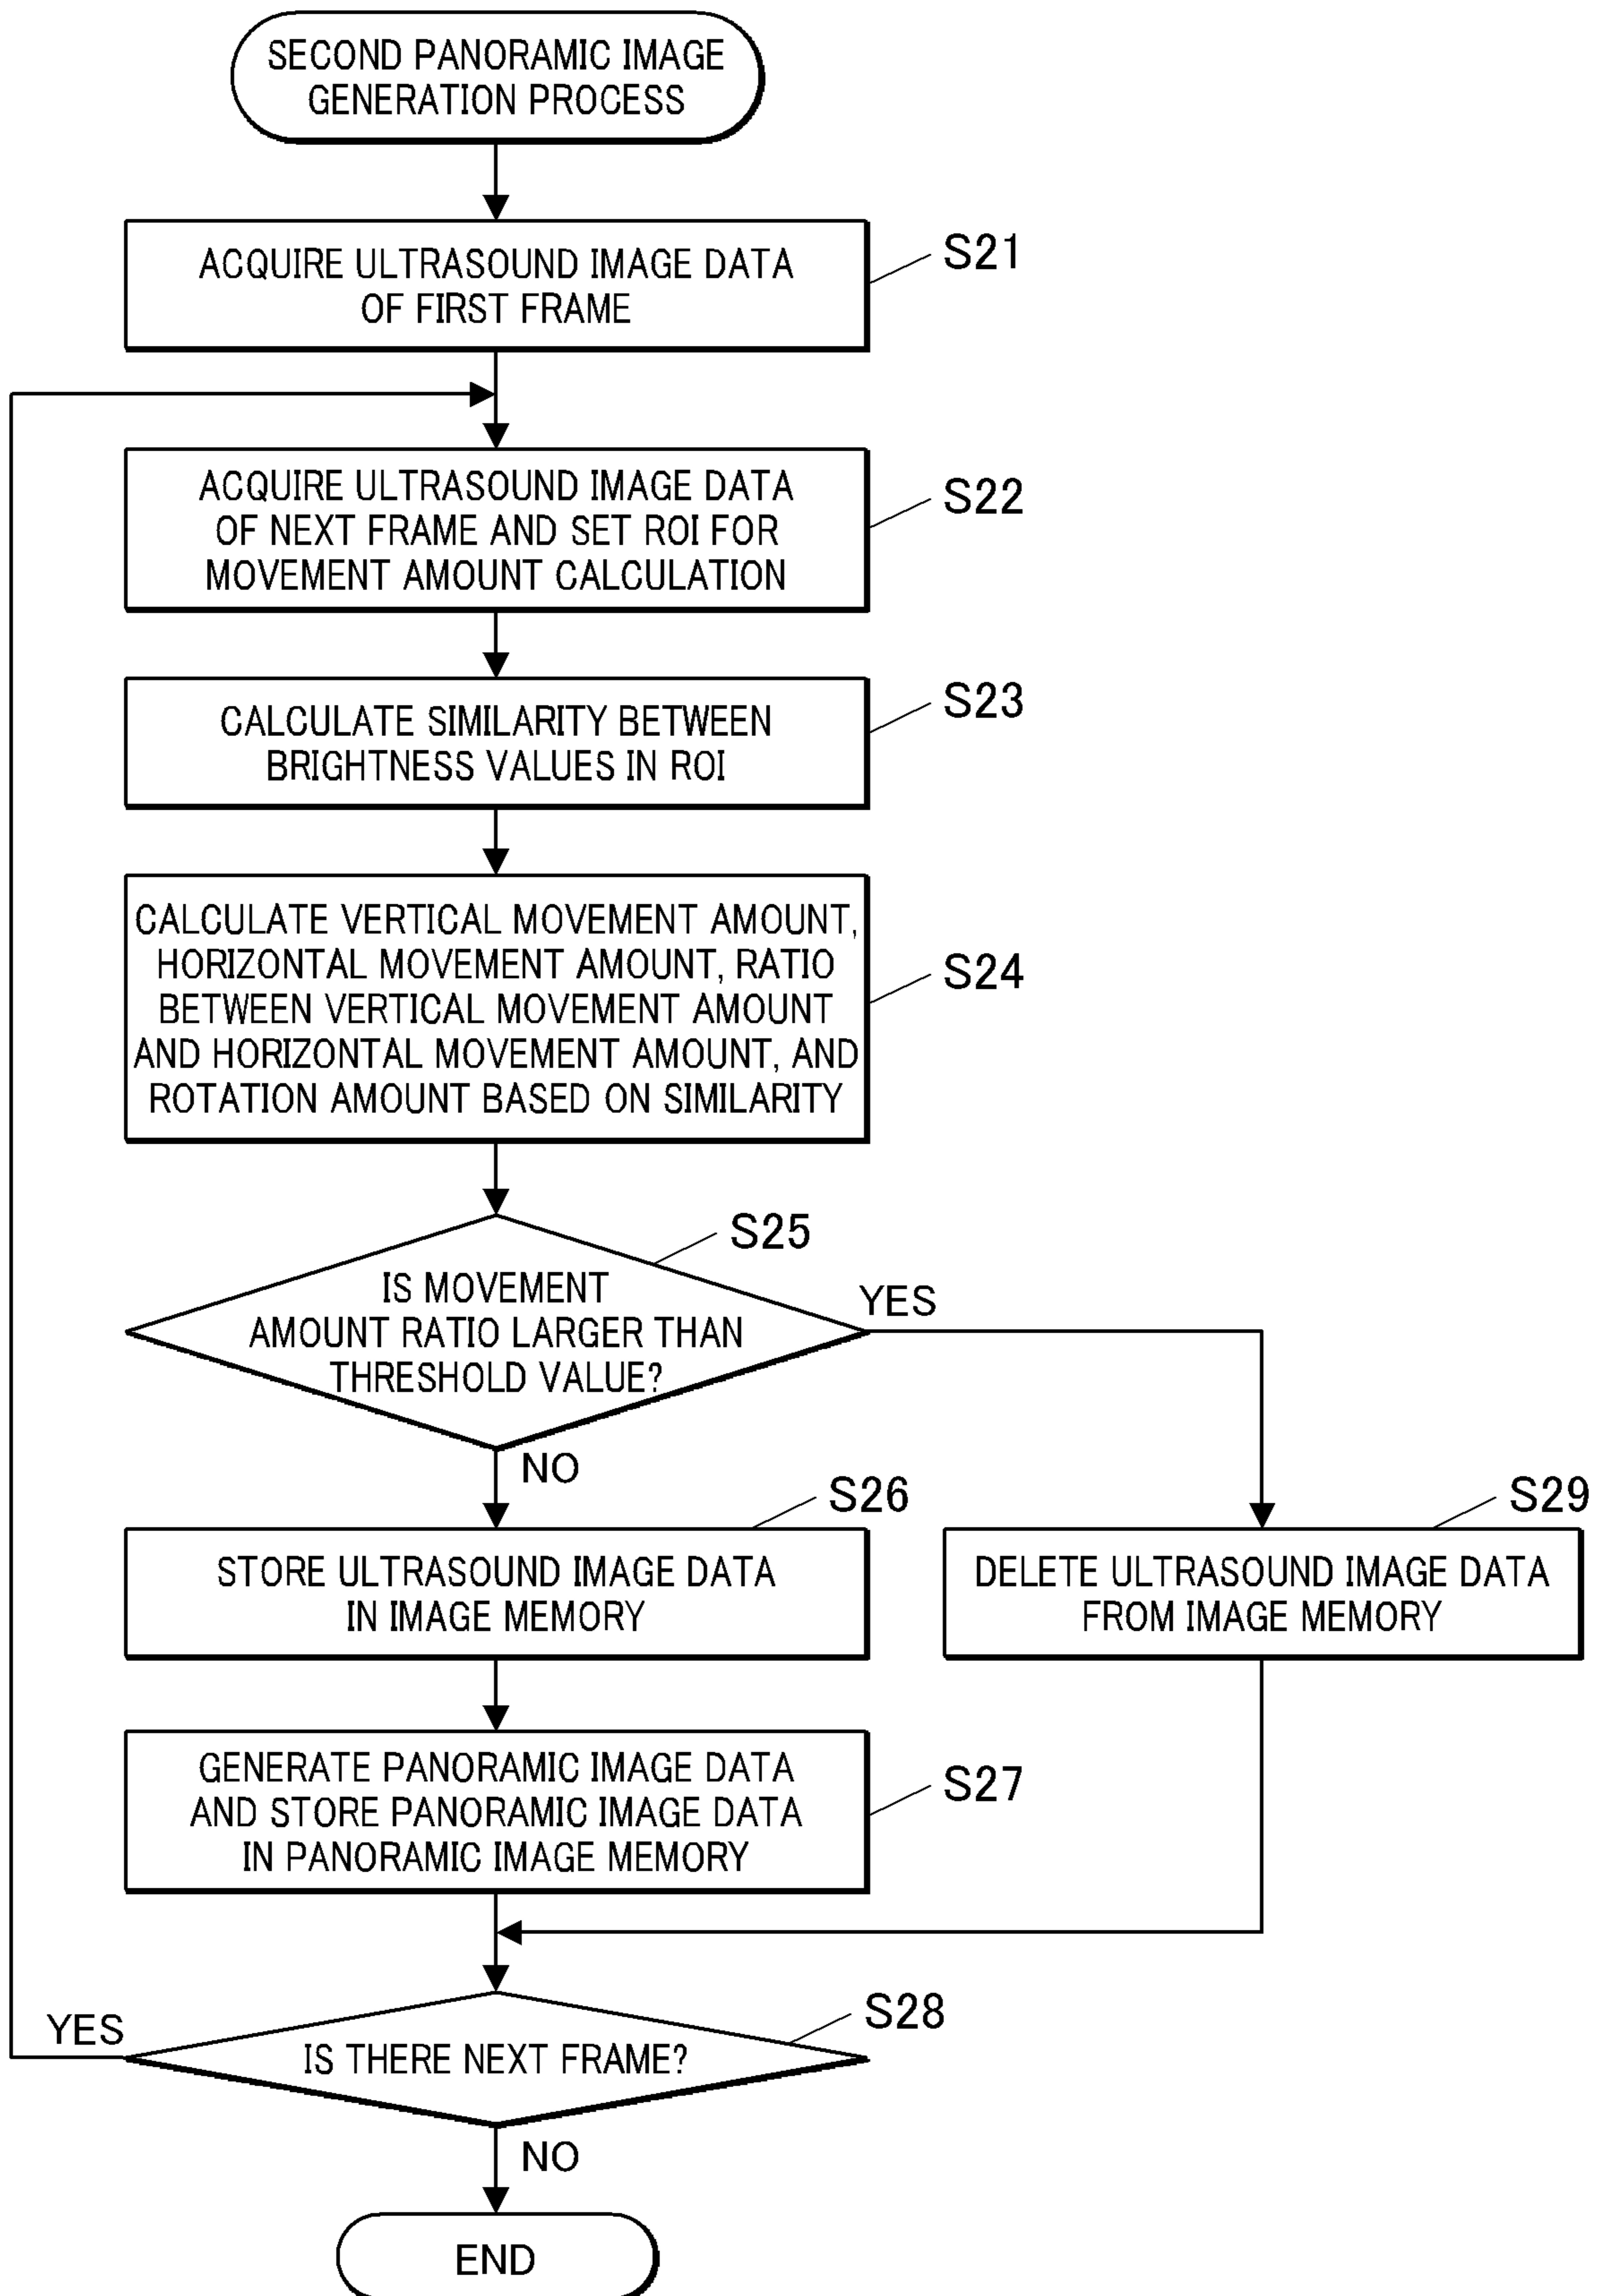 SECOND PANORAMIC IMAGE
GENERATION PROCESS
ACQUIRE ULTRASOUND IMAGE DATA
OF FIRST FRAME
S21
ACQUIRE ULTRASOUND IMAGE DATA
OF NEXT FRAME AND SET ROI FOR
MOVEMENT AMOUNT CALCULATION
S22
CALCULATE SIMILARITY BETWEEN
BRIGHTNESS VALUES IN ROI
S23
CALCULATE VERTICAL MOVEMENT AMOUNT,
HORIZONTAL MOVEMENT AMOUNT, RATIO
BETWEEN VERTICAL MOVEMENT AMOUNT
AND HORIZONTAL MOVEMENT AMOUNT, AND
ROTATION AMOUNT BASED ON SIMILARITY
S24
S25
IS MOVEMENT
AMOUNT RATIO LARGER THAN
THRESHOLD VALUE?
YES
NO
S26
STORE ULTRASOUND IMAGE DATA
IN IMAGE MEMORY
S29
DELETE ULTRASOUND IMAGE DATA
FROM IMAGE MEMORY
GENERATE PANORAMIC IMAGE DATA
AND STORE PANORAMIC IMAGE DATA
IN PANORAMIC IMAGE MEMORY
S27
S28
YES
IS THERE NEXT FRAME?
NO
END